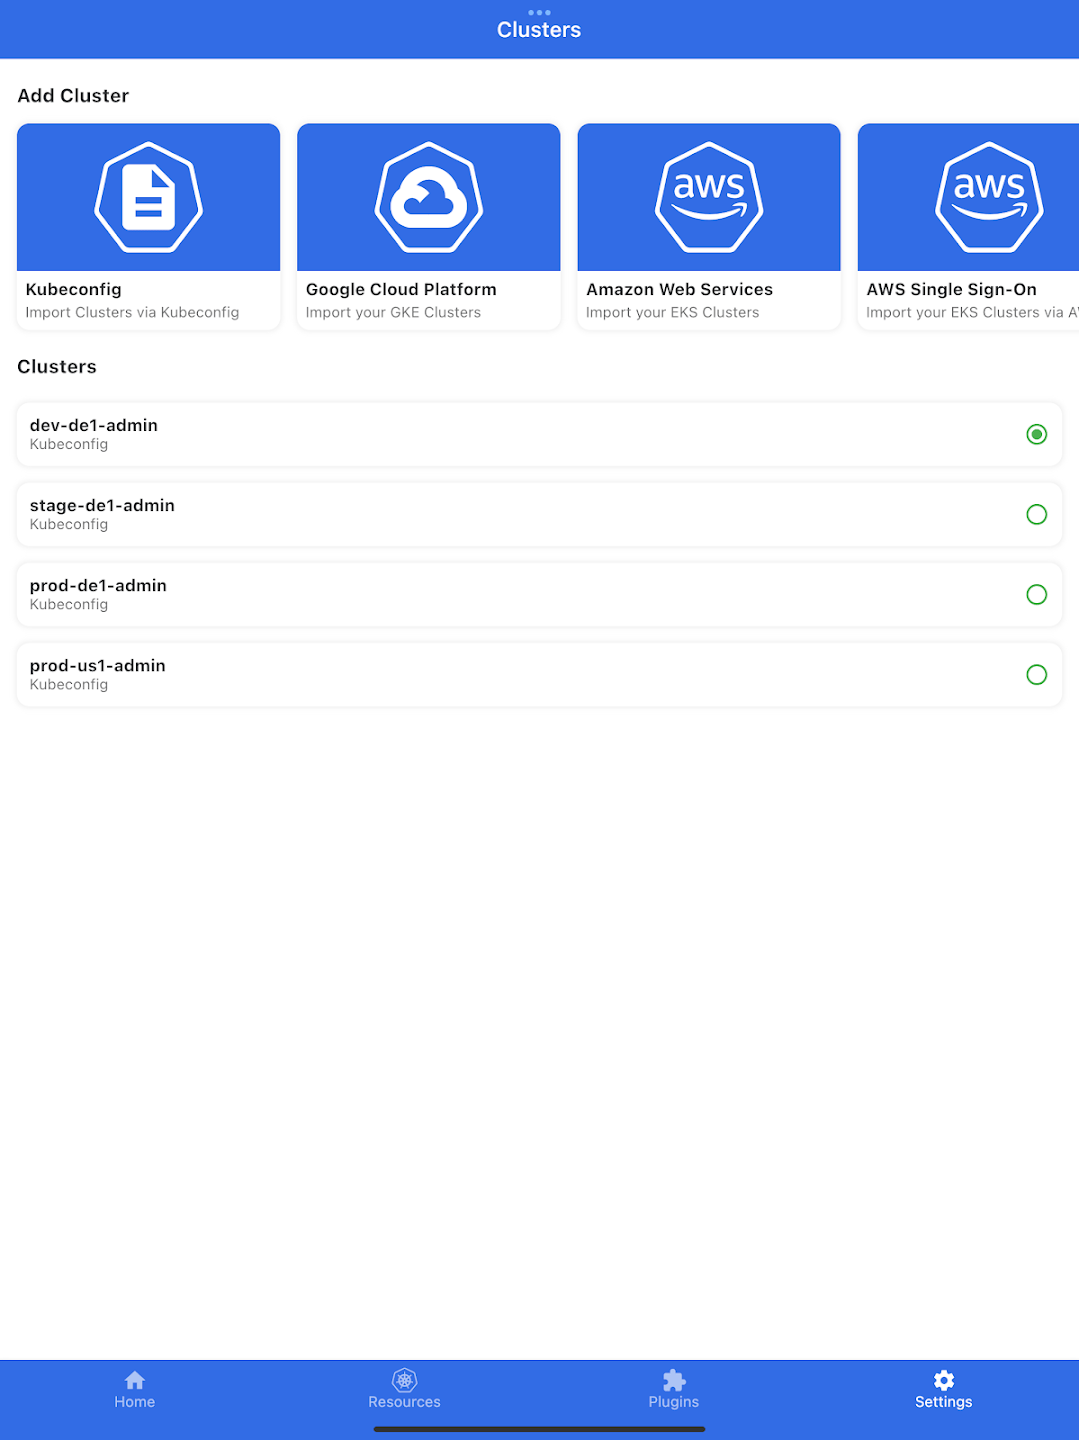 Clusters
Add Cluster
aws
aws
Kubeconfig
Import Clusters via Kubeconfig
Google Cloud Platform
Import your GKE Clusters
Amazon Web Services
Import your EKS Clusters
AWS Single Sign-On
Import your EKS Clusters via AW
Clusters
dev-de1-admin
Kubeconfig
stage-de1-admin
Kubeconfig
prod-de1-admin
Kubeconfig
prod-us1-admin
Kubeconfig
Home
Resources
Plugins
Settings